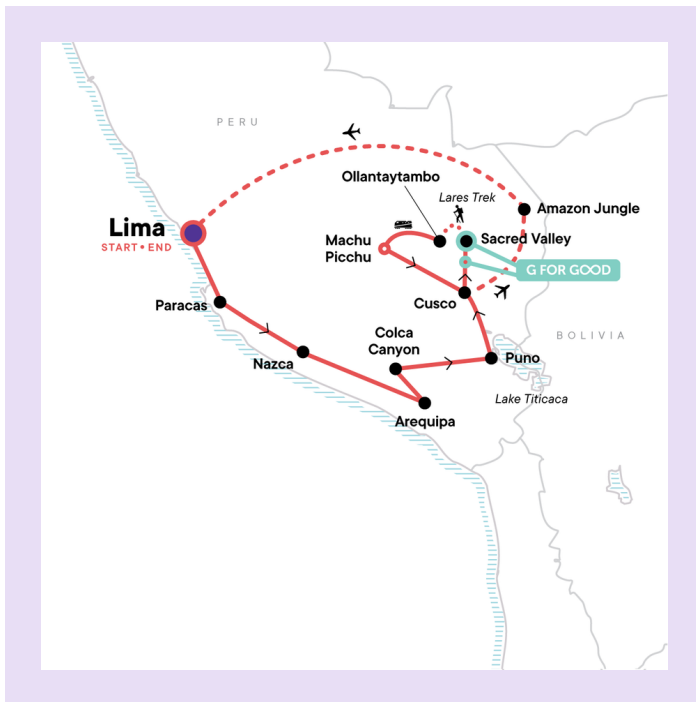 PERU
Ollantaytambo
Lares Trek
Amazon Jungle
Lima
START • END
Machu
Picchu
Sacred Valley
G FOR GOOD
Cusco
Paracas
Colca
Canyon
BOLIVIA
Nazca
Puno
Lake Titicaca
Arequipa